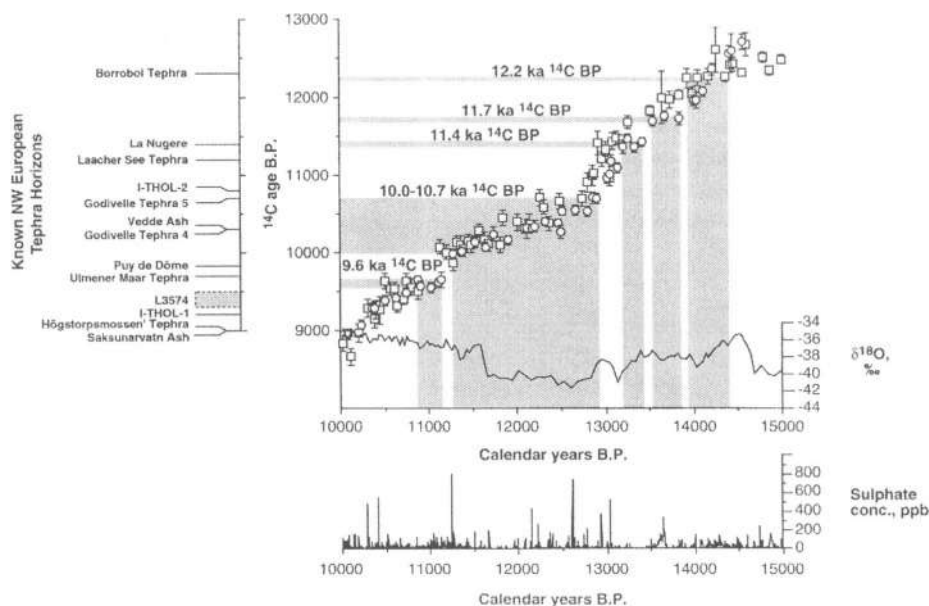 Known NW European
Tephra Horizons
Borrobol Tephra
La Nugere
Laacher See Tephra
I-THOL-2
Godivelle Tephra 5
Vedde Ash
Godivelle Tephra 4
Puy de Dôme
Ulmener Maar Tephra
L3574
I-THOL-1
Högstorpsmossen' Tephra
Saksunarvatn Ash
¹⁴C age B.P.
13000
12000
11000
10000
9000
12.2 ka ¹⁴C BP
11.7 ka ¹⁴C BP
11.4 ka ¹⁴C BP
10.0-10.7 ka ¹⁴C BP
9.6 ka ¹⁴C BP
-34
-36
-38
-40
-42
-44
δ¹⁸O,
‰
10000 11000 12000 13000 14000 15000
Calendar years B.P.
800
600
400
200
0
Sulphate
conc., ppb
10000 11000 12000 13000 14000 15000
Calendar years B.P.